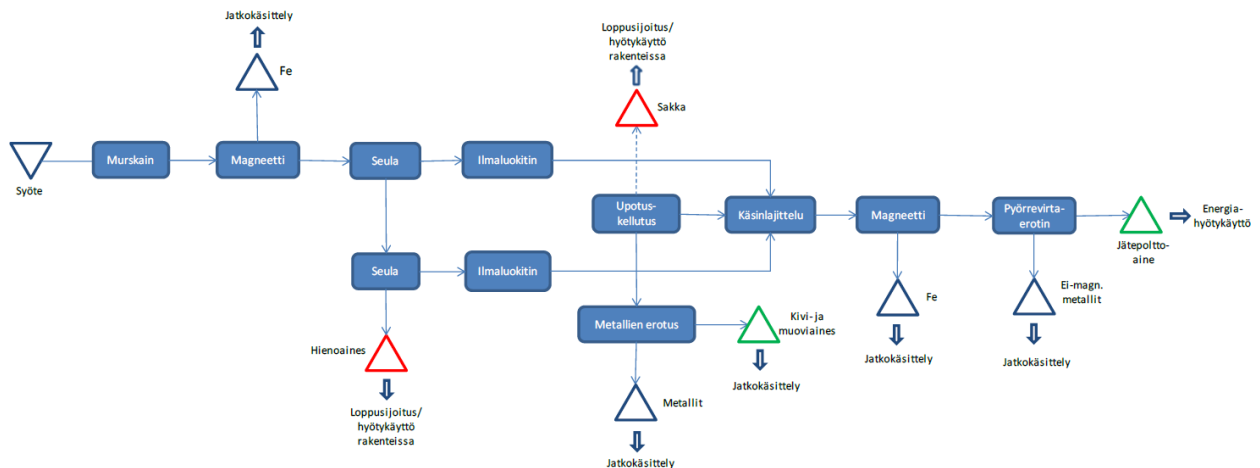 Jatkokäsittely
Fe
Loppusijoitus/
hyötykäyttö
rakenteissa
Sakka
Syöte
Murskain
Magneetti
Seula
Ilmaluokitin
Upotus-
kellutus
Käsinlajittelu
Magneetti
Pyörrevirta-
erotin
Jätepoltto-
aine
Energia-
hyötykäyttö
Seula
Ilmaluokitin
Metallien erotus
Kivi- ja
muoviaines
Jatkokäsittely
Fe
Jatkokäsittely
Ei-magn.
metallit
Jatkokäsittely
Hienoaines
Loppusijoitus/
hyötykäyttö
rakenteissa
Metallit
Jatkokäsittely